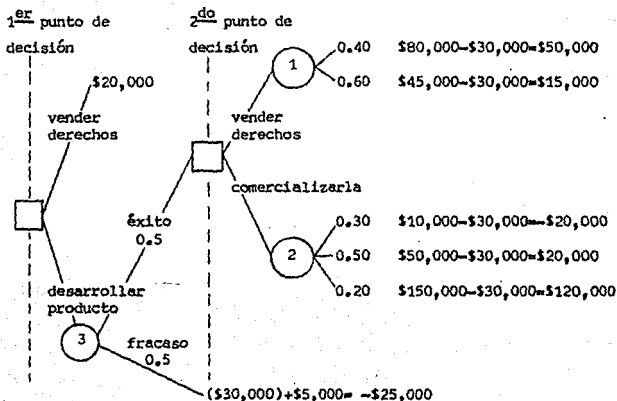 1er punto de
decisión
2do punto de
decisión
$20,000
vender
derechos
1
0.40 $80,000-$30,000=$50,000
0.60 $45,000-$30,000=$15,000
vender
derechos
comercializarla
éxito
0.5
0.30 $10,000-$30,000=-$20,000
2
0.50 $50,000-$30,000=$20,000
0.20 $150,000-$30,000=$120,000
desarrollar
producto
3
fracaso
0.5
($30,000)+$5,000= -$25,000